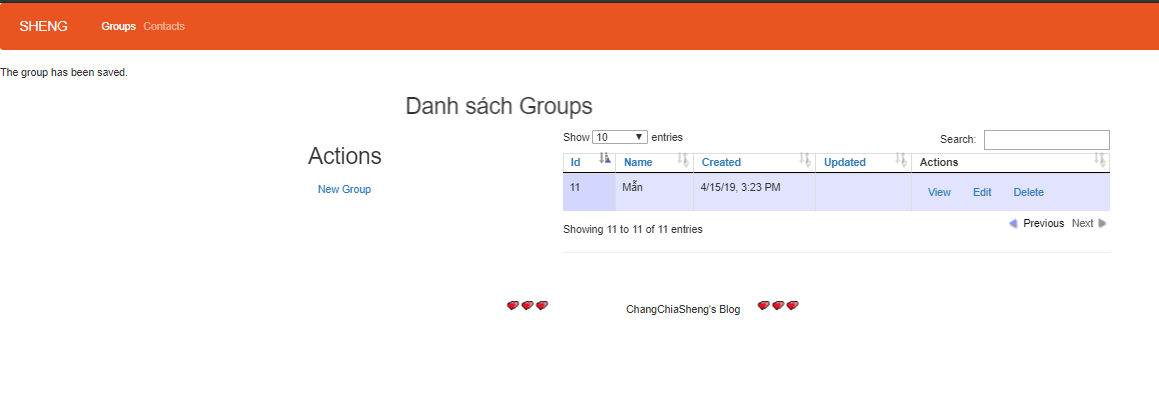 SHENG Groups Contacts
The group has been saved.
Danh sách Groups
Actions
New Group
Show 10 entries Search:
Id Name Created Updated Actions
11 Mẫn 4/15/19, 3:23 PM View Edit Delete
Showing 11 to 11 of 11 entries Previous Next
ChangChiaSheng's Blog